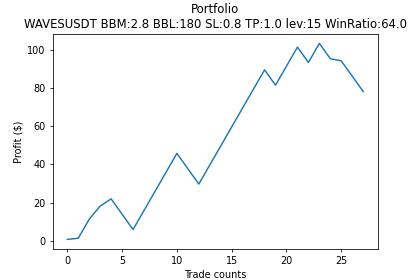 Portfolio
WAVESUSDT BBM:2.8 BBL:180 SL:0.8 TP:1.0 lev:15 WinRatio:64.0
100
80
60
40
20
0
Profit ($)
0 5 10 15 20 25
Trade counts